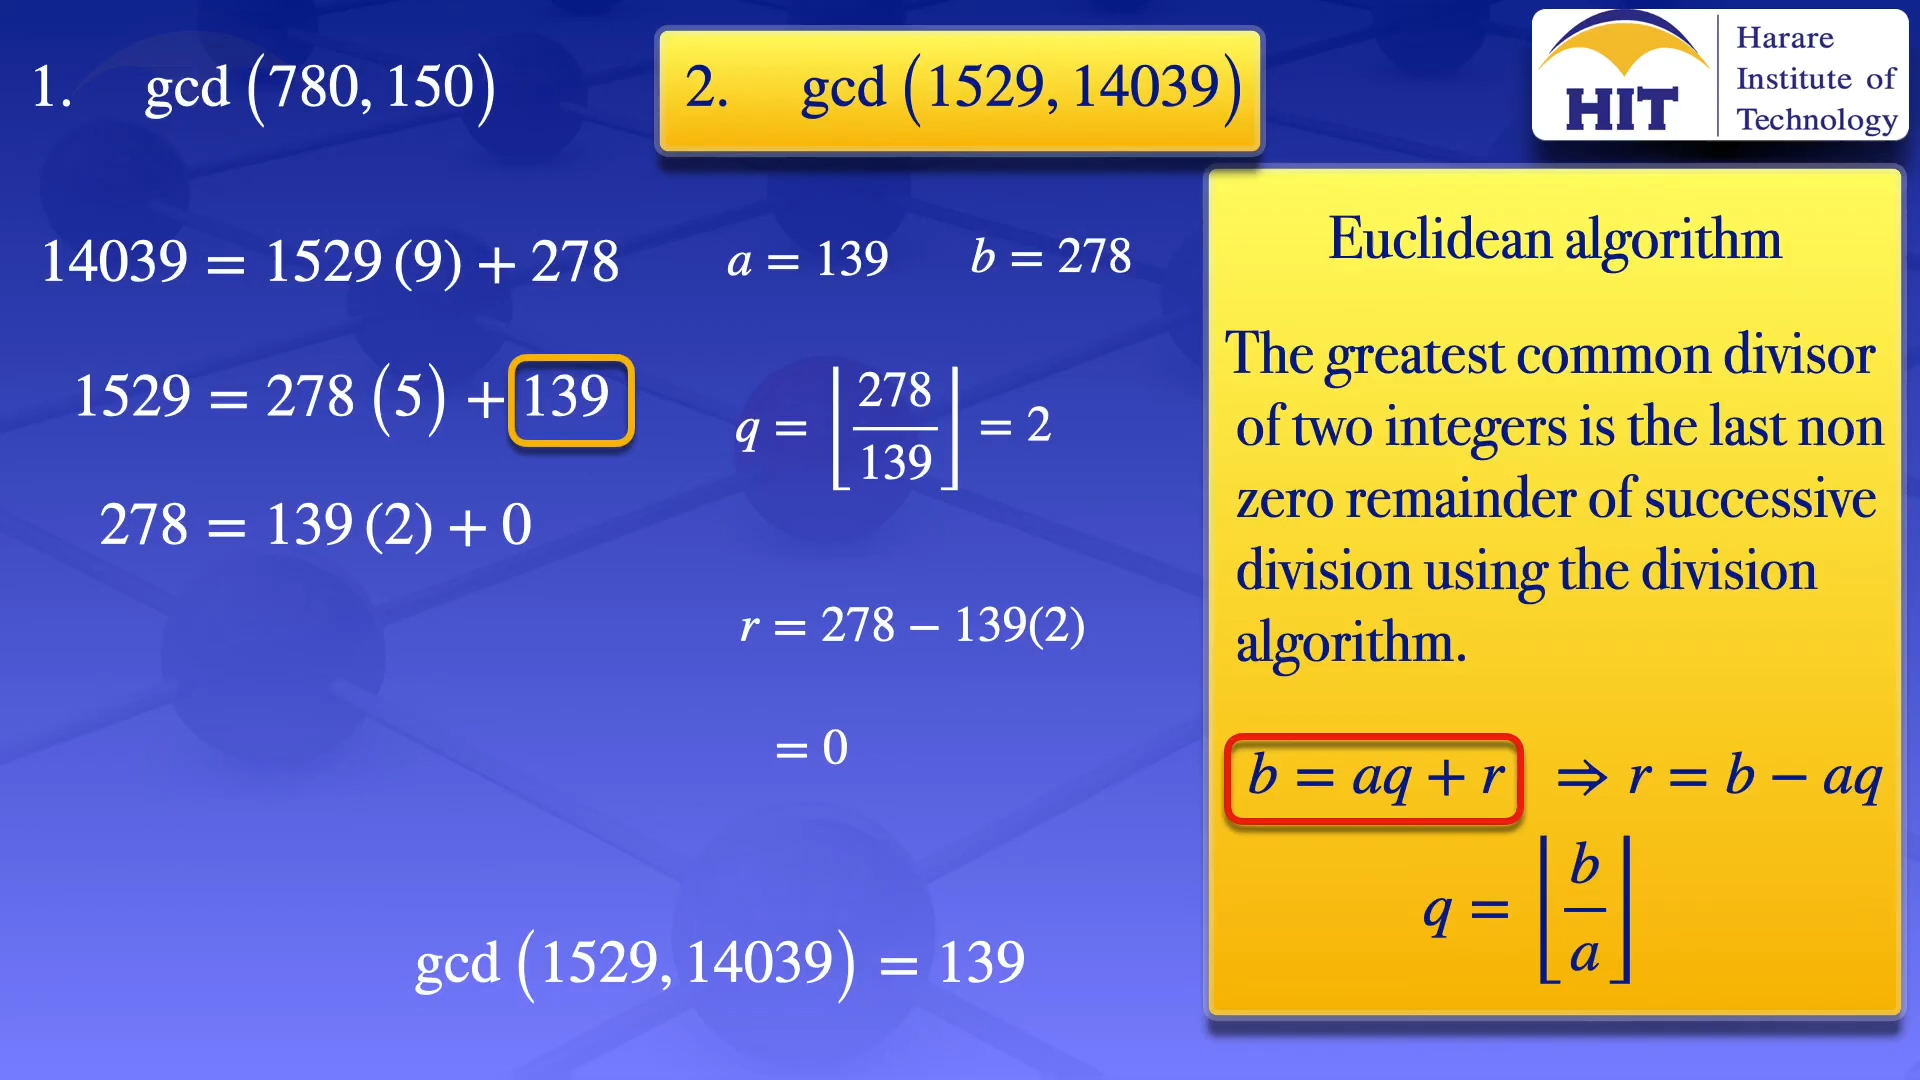 1. gcd (780, 150)
2. gcd (1529, 14039)
HIT
Harare
Institute of
Technology
14039 = 1529 (9) + 278
1529 = 278 (5) + 139
278 = 139 (2) + 0
a = 139 b = 278
q = ⌊278/139⌋ = 2
r = 278 − 139(2)
= 0
gcd (1529, 14039) = 139
Euclidean algorithm
The greatest common divisor
of two integers is the last non
zero remainder of successive
division using the division
algorithm.
b = aq + r ⇒ r = b − aq
q = ⌊b/a⌋